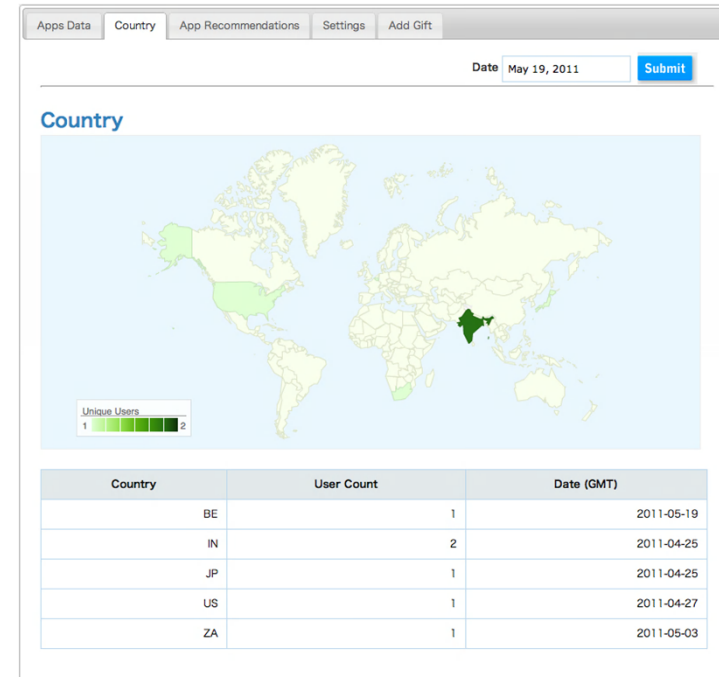 Apps Data Country App Recommendations Settings Add Gift
Date May 19, 2011 Submit
Country
Unique Users
1 2
Country User Count Date (GMT)
BE 1 2011-05-19
IN 2 2011-04-25
JP 1 2011-04-25
US 1 2011-04-27
ZA 1 2011-05-03